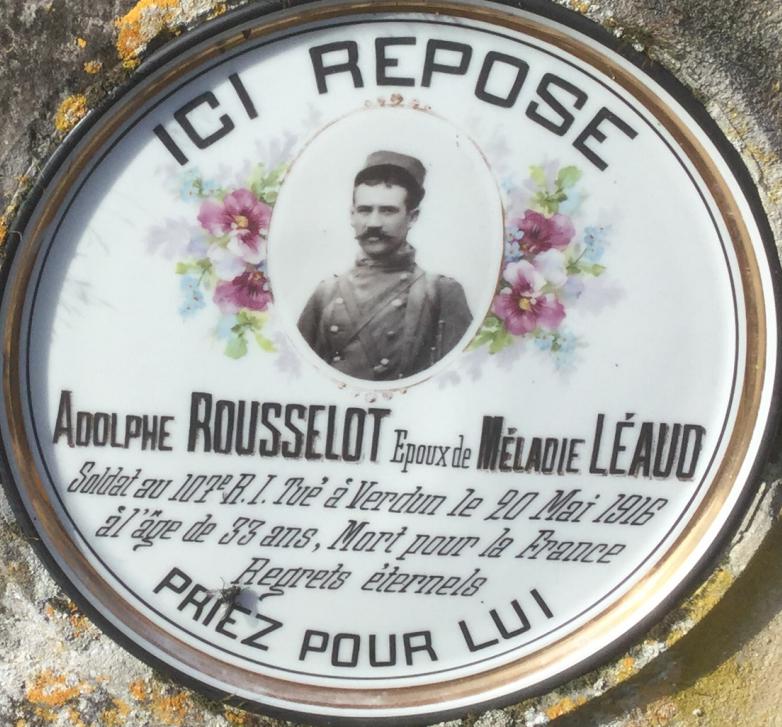 ICI REPOSE
ADOLPHE ROUSSELOT Epoux de MÉLADIE LÉAUD
Soldat au 107e R.I. Tué à Verdun le 20 Mai 1916
à l'âge de 33 ans, Mort pour la France
Regrets éternels
PRIEZ POUR LUI